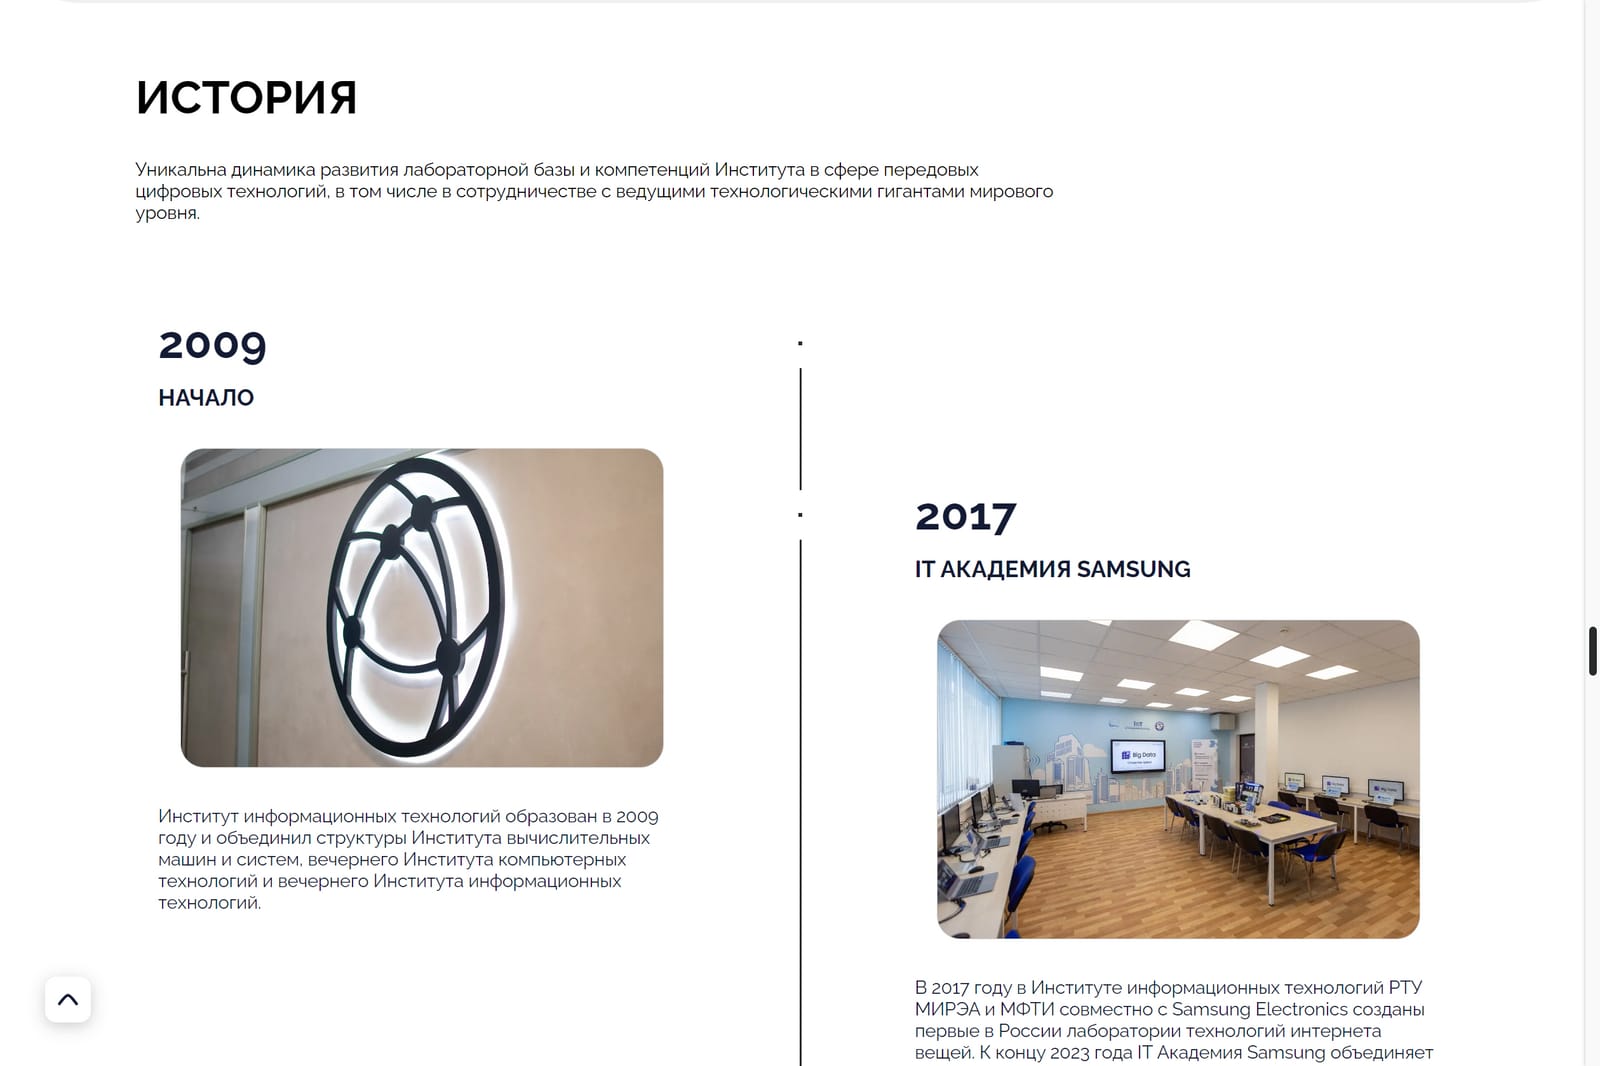 ИСТОРИЯ
Уникальна динамика развития лабораторной базы и компетенций Института в сфере передовых
цифровых технологий, в том числе в сотрудничестве с ведущими технологическими гигантами мирового
уровня.
2009
НАЧАЛО
Институт информационных технологий образован в 2009
году и объединил структуры Института вычислительных
машин и систем, вечернего Института компьютерных
технологий и вечернего Института информационных
технологий.
2017
IT АКАДЕМИЯ SAMSUNG
Big Data
В 2017 году в Институте информационных технологий РТУ
МИРЭА и МФТИ совместно с Samsung Electronics созданы
первые в России лаборатории технологий интернета
вещей. К концу 2023 года IT Академия Samsung объединяет